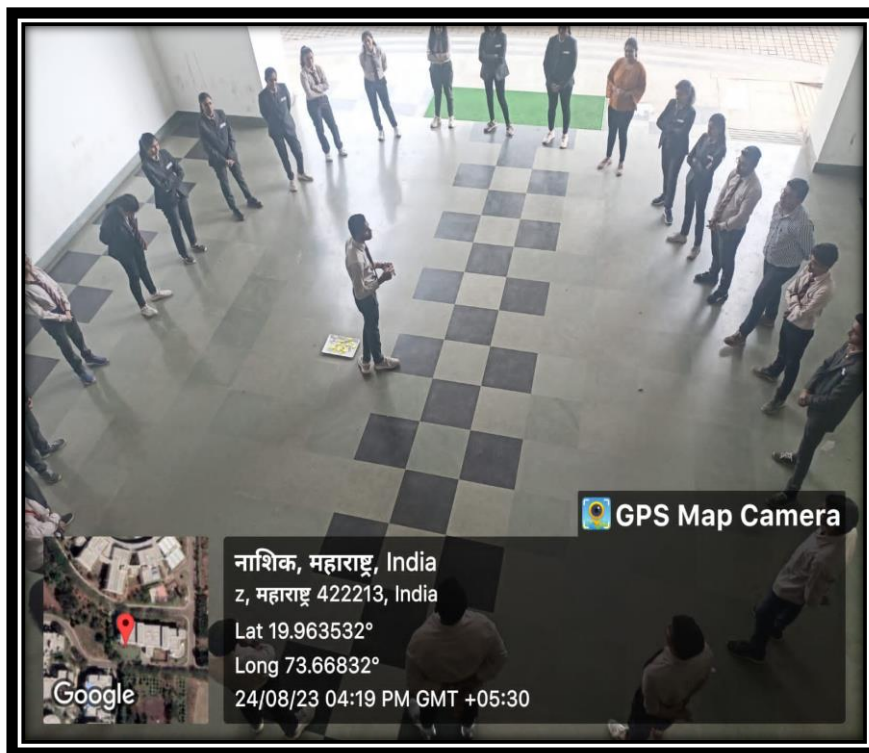 GPS Map Camera
नाशिक, महाराष्ट्र, India
z, महाराष्ट्र 422213, India
Lat 19.963532°
Long 73.66832°
24/08/23 04:19 PM GMT +05:30
Google